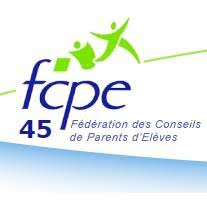 fcpe
45 Fédération des Conseils
de Parents d'Elèves